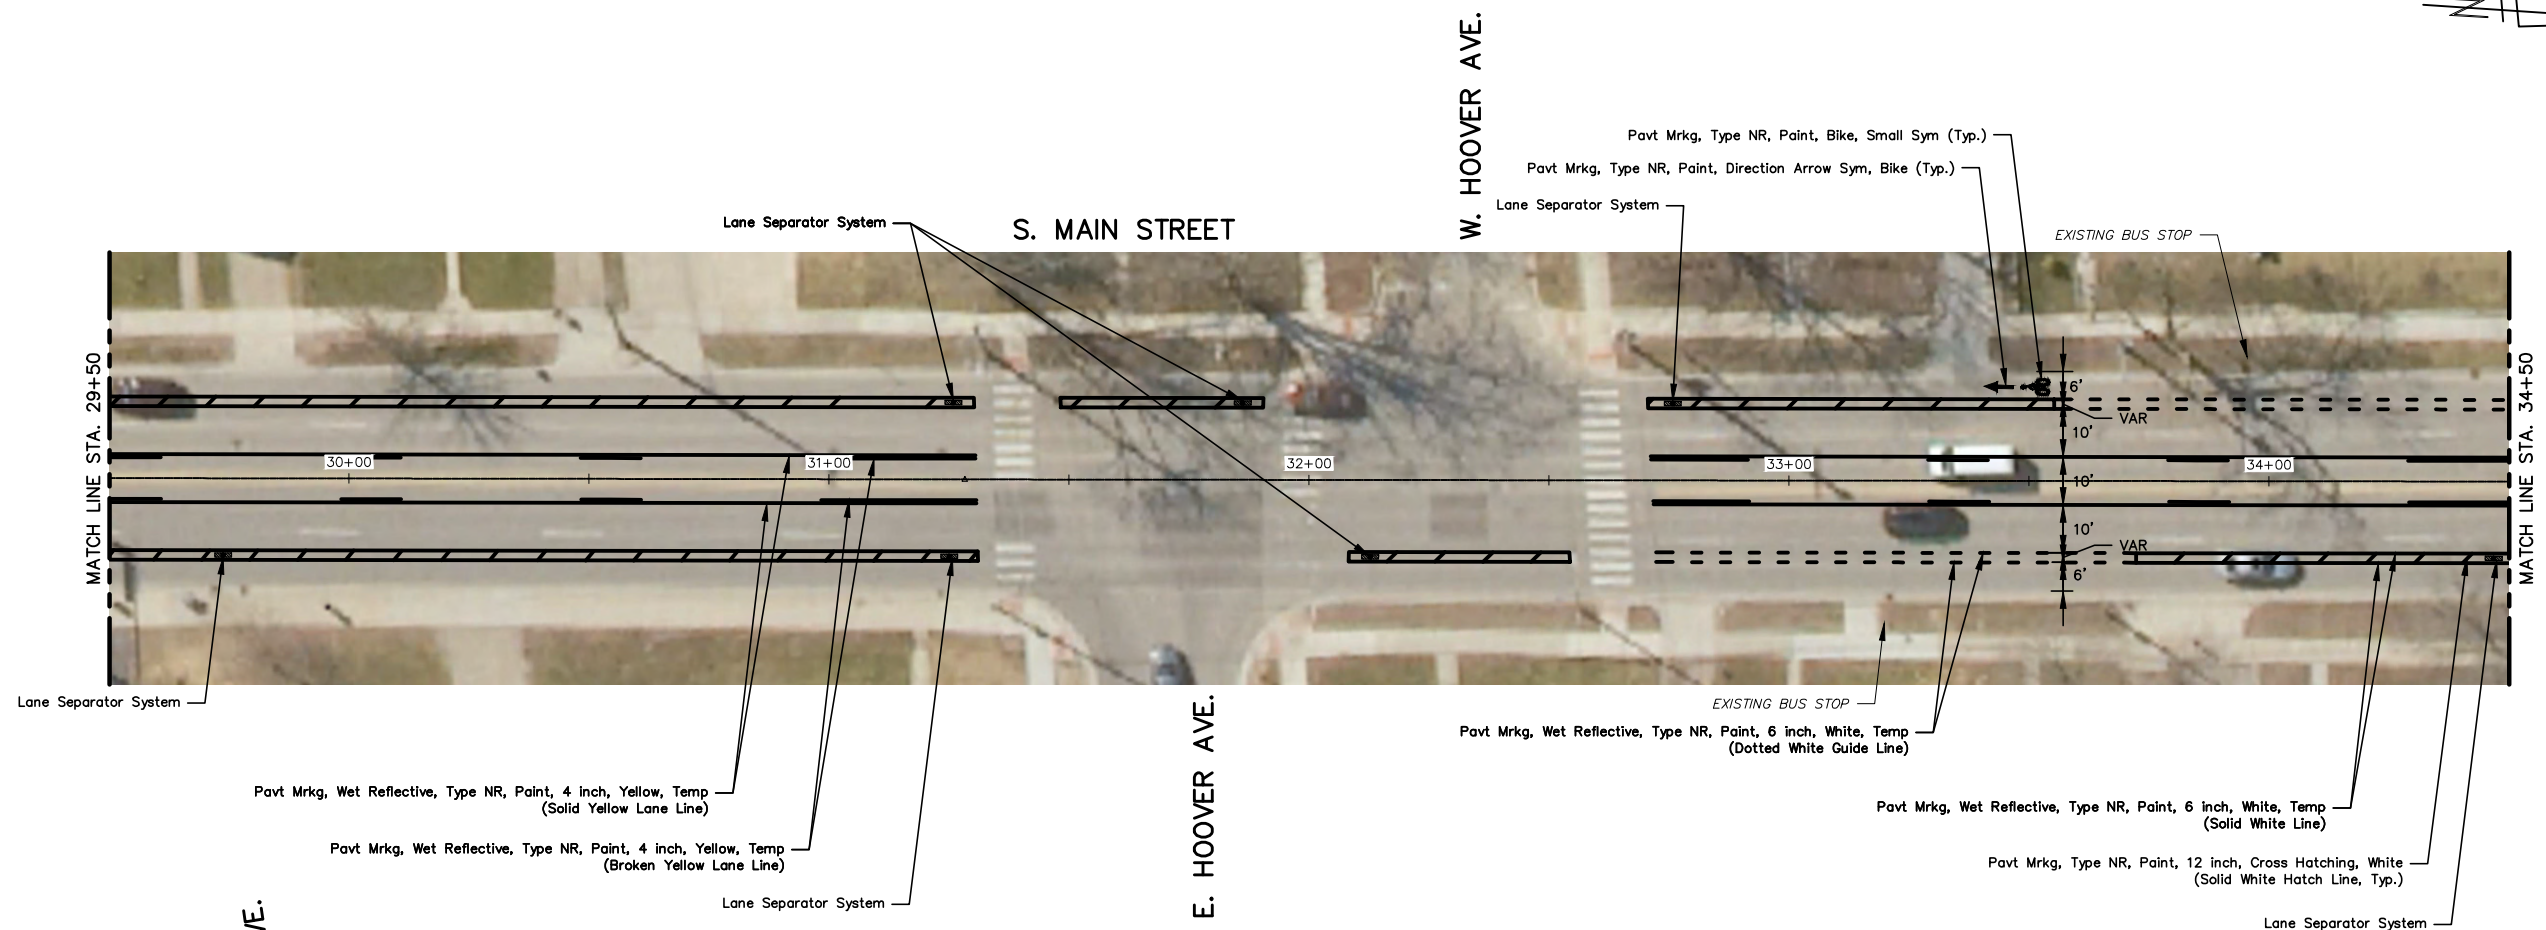 W. HOOVER AVE.
Pavt Mrkg, Type NR, Paint, Bike, Small Sym (Typ.)
Pavt Mrkg, Type NR, Paint, Direction Arrow Sym, Bike (Typ.)
Lane Separator System
Lane Separator System
S. MAIN STREET
EXISTING BUS STOP
MATCH LINE STA. 29+50
MATCH LINE STA. 34+50
6'
VAR
10'
30+00
31+00
32+00
33+00
34+00
10'
10'
VAR
6'
Lane Separator System
EXISTING BUS STOP
Pavt Mrkg, Wet Reflective, Type NR, Paint, 6 inch, White, Temp
(Dotted White Guide Line)
E. HOOVER AVE.
Pavt Mrkg, Wet Reflective, Type NR, Paint, 4 inch, Yellow, Temp
(Solid Yellow Lane Line)
Pavt Mrkg, Wet Reflective, Type NR, Paint, 6 inch, White, Temp
(Solid White Line)
Pavt Mrkg, Wet Reflective, Type NR, Paint, 4 inch, Yellow, Temp
(Broken Yellow Lane Line)
Pavt Mrkg, Type NR, Paint, 12 inch, Cross Hatching, White
(Solid White Hatch Line, Typ.)
Lane Separator System
Lane Separator System